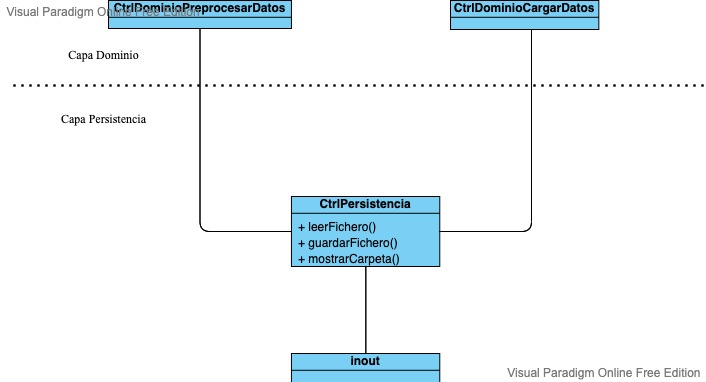 Visual Paradigm Online Free Edition
CtrlDominioPreprocesarDatos
CtrlDominioCargarDatos
Capa Dominio
Capa Persistencia
CtrlPersistencia
+ leerFichero()
+ guardarFichero()
+ mostrarCarpeta()
inout
Visual Paradigm Online Free Edition